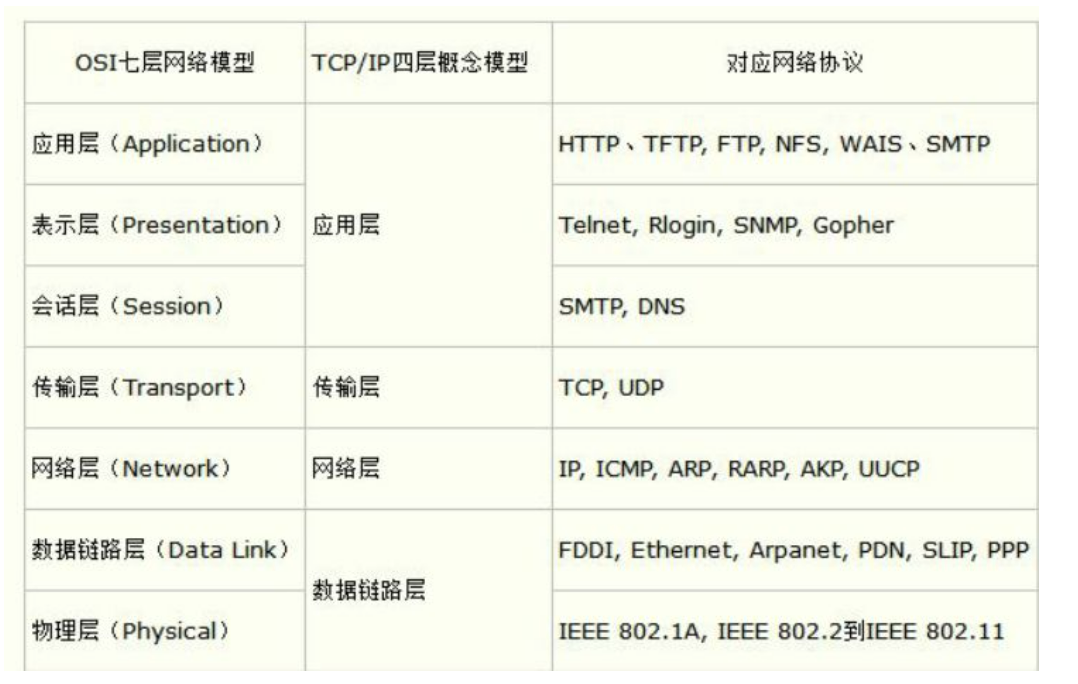 OSI七层网络模型 TCP/IP四层概念模型 对应网络协议
应用层（Application） HTTP、TFTP, FTP, NFS, WAIS、SMTP
表示层（Presentation） 应用层 Telnet, Rlogin, SNMP, Gopher
会话层（Session） SMTP, DNS
传输层（Transport） 传输层 TCP, UDP
网络层（Network） 网络层 IP, ICMP, ARP, RARP, AKP, UUCP
数据链路层（Data Link） FDDI, Ethernet, Arpanet, PDN, SLIP, PPP
数据链路层
物理层（Physical） IEEE 802.1A, IEEE 802.2到IEEE 802.11